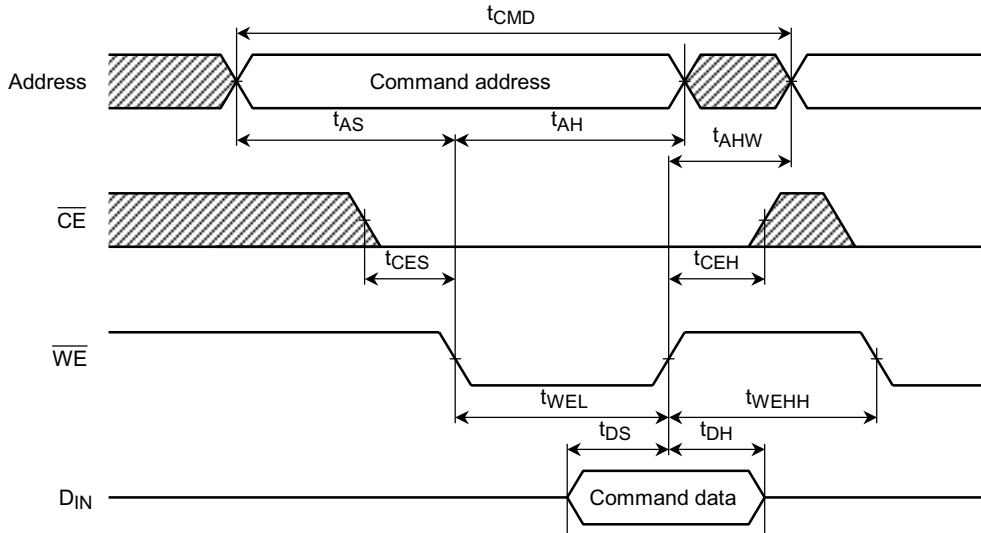 tCMD
Address
Command address
tAS
tAH
tAHW
CE
tCES
tCEH
WE
tWEL
tWEHH
tDS
tDH
DIN
Command data